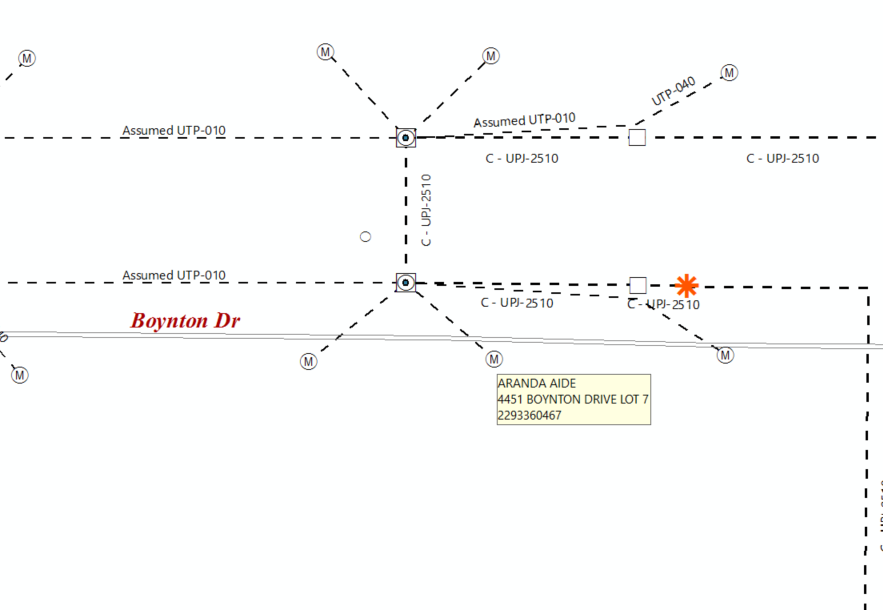 M
M
M
M
UTP-040
Assumed UTP-010
Assumed UTP-010
C - UPJ-2510
C - UPJ-2510
C - UPJ-2510
Assumed UTP-010
C - UPJ-2510
C - UPJ-2510
Boynton Dr
M
M
M
M
ARANDA AIDE
4451 BOYNTON DRIVE LOT 7
2293360467